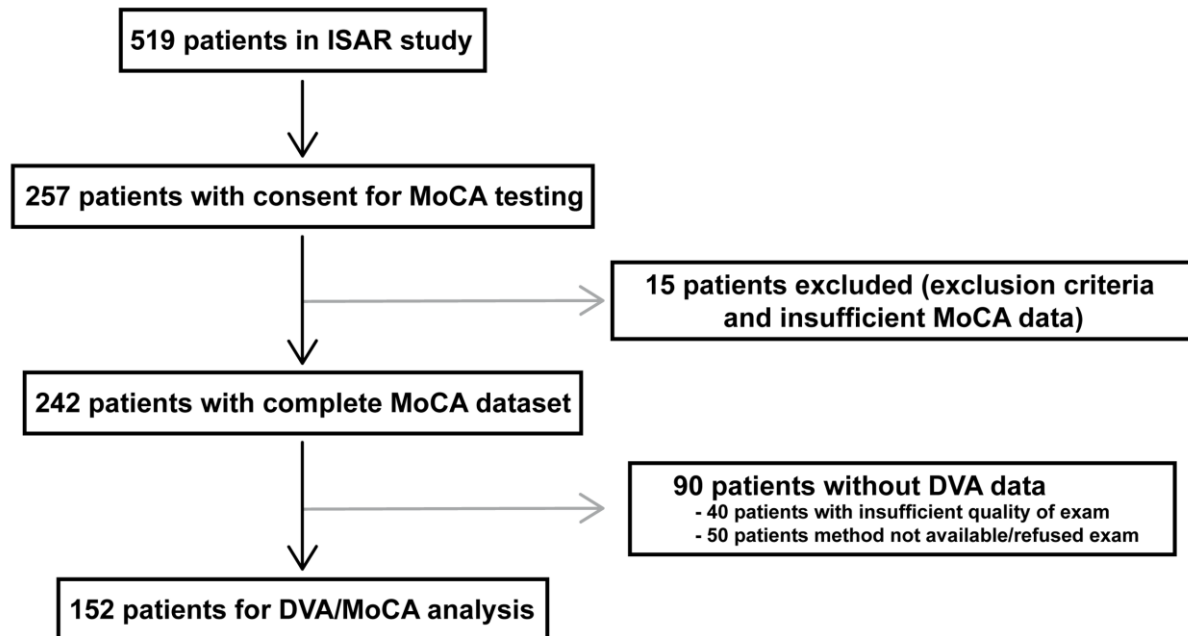 519 patients in ISAR study
257 patients with consent for MoCA testing
15 patients excluded (exclusion criteria
and insufficient MoCA data)
242 patients with complete MoCA dataset
90 patients without DVA data
- 40 patients with insufficient quality of exam
- 50 patients method not available/refused exam
152 patients for DVA/MoCA analysis